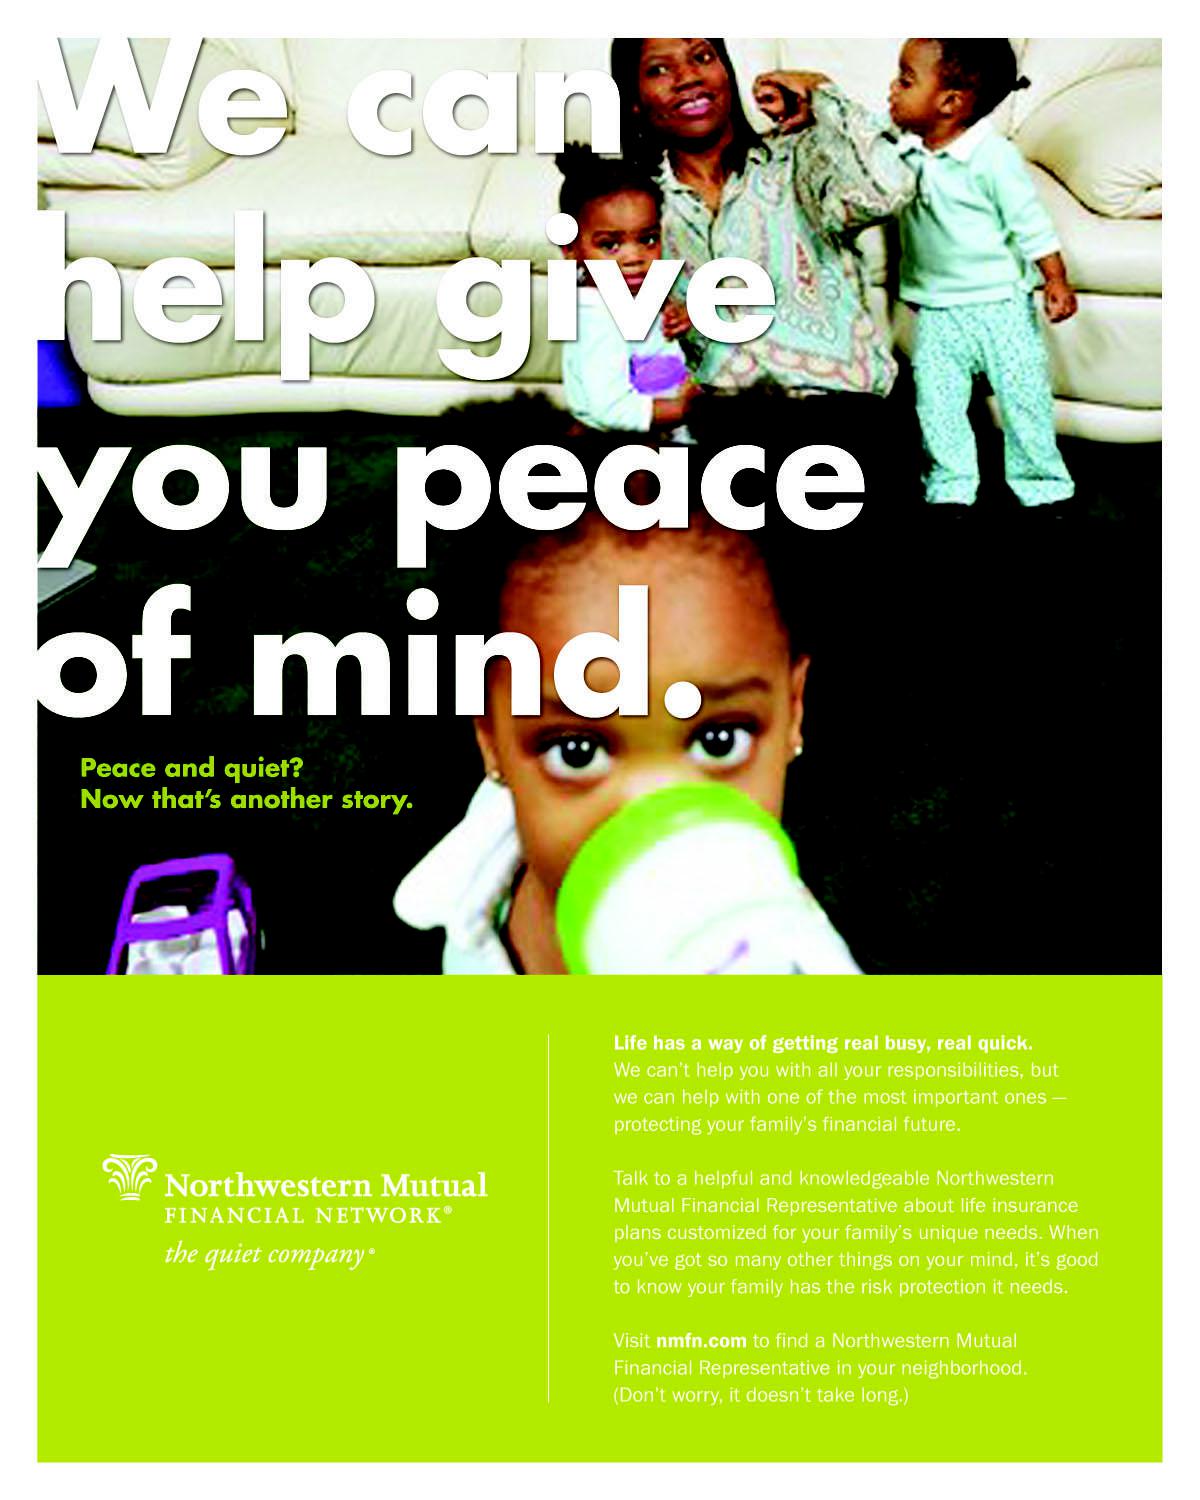 We can
help give
you peace
of mind.
Peace and quiet?
Now that's another story.
Northwestern Mutual
FINANCIAL NETWORK®
the quiet company®
Life has a way of getting real busy, real quick.
We can't help you with all your responsibilities, but
we can help with one of the most important ones —
protecting your family's financial future.
Talk to a helpful and knowledgeable Northwestern
Mutual Financial Representative about life insurance
plans customized for your family's unique needs. When
you've got so many other things on your mind, it's good
to know your family has the risk protection it needs.
Visit nmfn.com to find a Northwestern Mutual
Financial Representative in your neighborhood.
(Don't worry, it doesn't take long.)